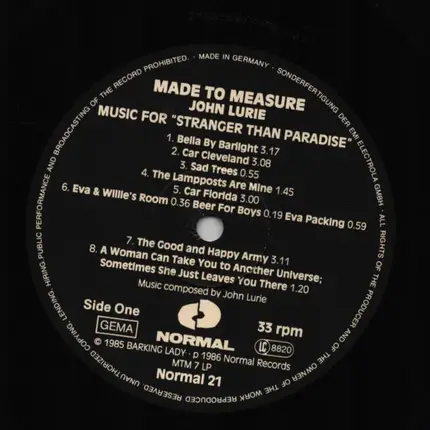 MADE TO MEASURE
JOHN LURIE
MUSIC FOR "STRANGER THAN PARADISE"
1. Bella By Barlight 3.17
2. Car Cleveland 3.08
3. Sad Trees 0.55
4. The Lampposts Are Mine 1.45
5. Car Florida 3.00
6. Eva & Willie's Room 0.36 Beer For Boys 0.19 Eva Packing 0.59
7. The Good and Happy Army 3.11
8. A Woman Can Take You to Another Universe;
Sometimes She Just Leaves You There 1.20
Music composed by John Lurie
Side One
33 rpm
GEMA
NORMAL
LC 8820
© 1985 BARKING LADY · p 1986 Normal Records
MTM 7 LP
Normal 21
UNAUTHORIZED COPYING, LENDING, HIRING PUBLIC PERFORMANCE AND BROADCASTING OF THE RECORD PROHIBITED. · MADE IN GERMANY · SONDERFERTIGUNG DER EMI ELECTROLA GMBH · ALL RIGHTS OF THE PRODUCER AND OF THE OWNER OF THE WORK REPRODUCED RESERVED.